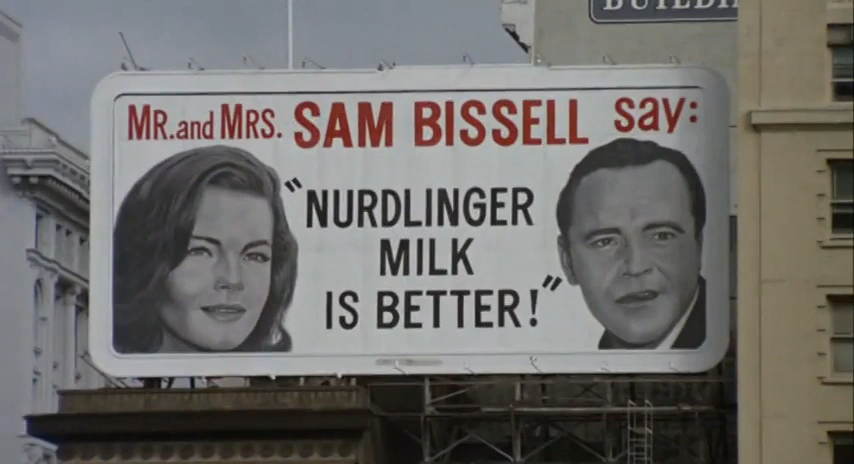 MR. and MRS. SAM BISSELL say:
"NURDLINGER
MILK
IS BETTER!"